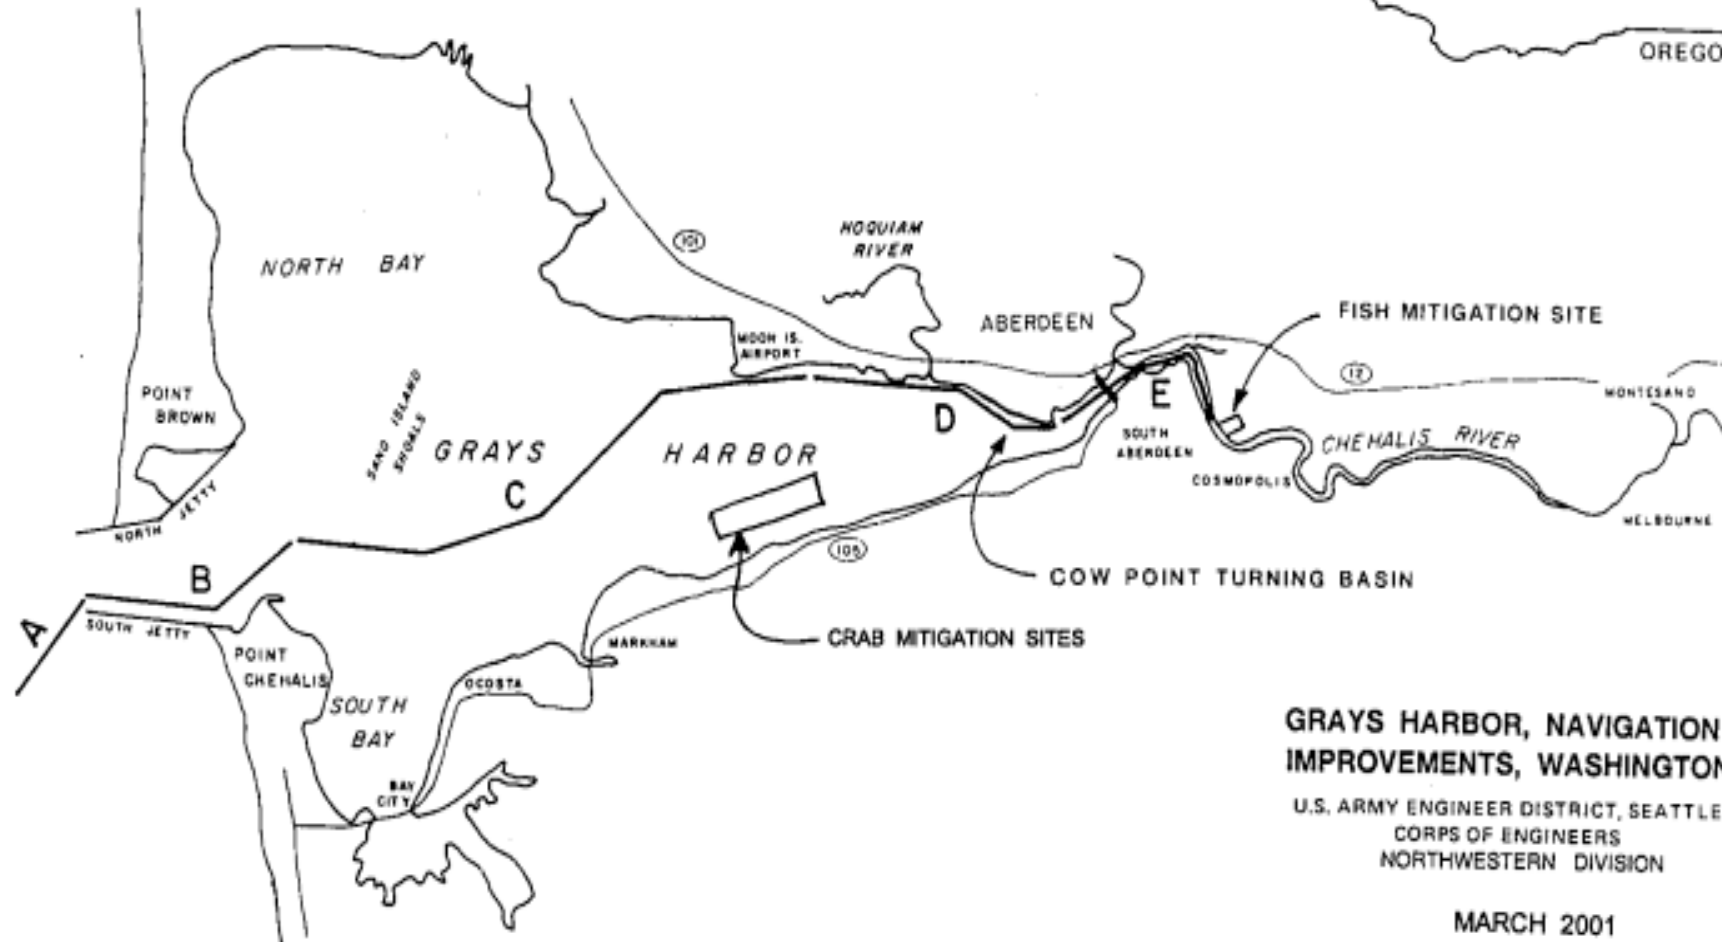 OREGO
HOQUIAM
RIVER
101
NORTH BAY
ABERDEEN
FISH MITIGATION SITE
MOON IS.
AIRPORT
12
POINT
BROWN
MONTESANO
SAND ISLAND
SHOALS
GRAYS HARBOR
D
E
SOUTH
ABERDEEN
CHEHALIS RIVER
COSMOPOLIS
C
NORTH JETTY
MELBOURNE
105
B
COW POINT TURNING BASIN
A
SOUTH JETTY
CRAB MITIGATION SITES
MARKHAM
POINT
CHEHALIS
OCOSTA
SOUTH
BAY
BAY
CITY
GRAYS HARBOR, NAVIGATION
IMPROVEMENTS, WASHINGTON
U.S. ARMY ENGINEER DISTRICT, SEATTLE
CORPS OF ENGINEERS
NORTHWESTERN DIVISION
MARCH 2001